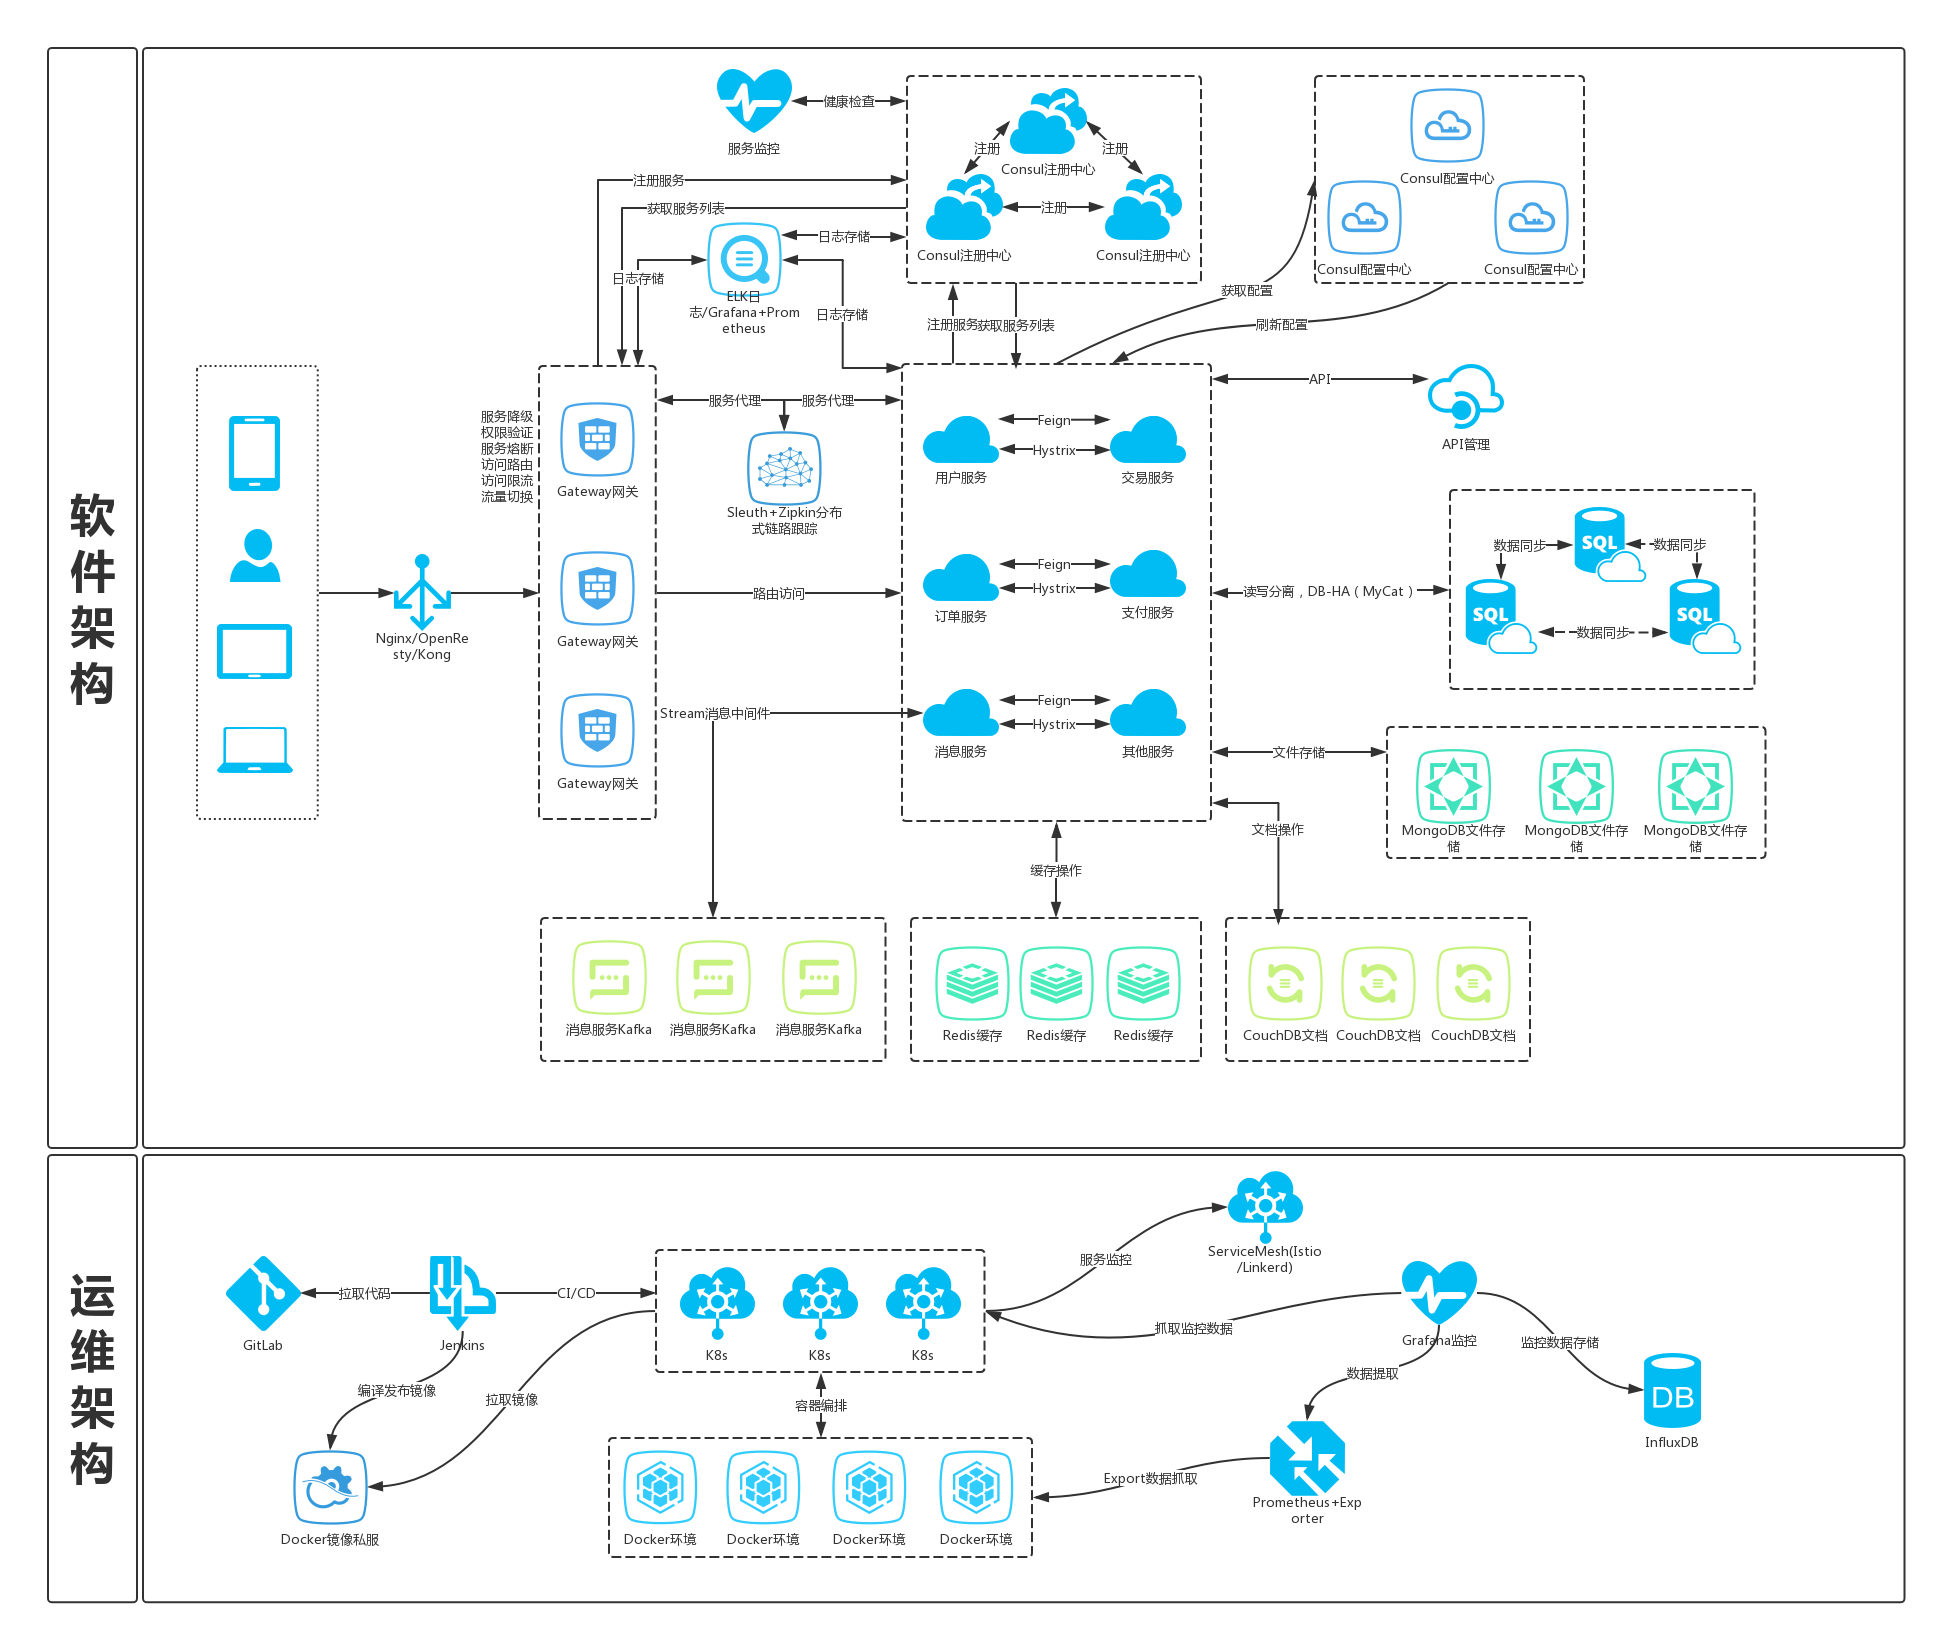 软件架构
服务监控
健康检查
注册
注册
注册
Consul注册中心
Consul注册中心
Consul注册中心
Consul配置中心
Consul配置中心
Consul配置中心
注册服务
获取服务列表
日志存储
日志存储
日志存储
ELK日
志/Grafana+Prom
etheus
注册服务
获取服务列表
获取配置
刷新配置
服务降级
权限验证
服务熔断
访问路由
访问限流
流量切换
Gateway网关
Gateway网关
Gateway网关
服务代理
服务代理
Sleuth+Zipkin分布
式链路跟踪
Nginx/OpenRe
sty/Kong
路由访问
Stream消息中间件
用户服务
Feign
Hystrix
交易服务
订单服务
Feign
Hystrix
支付服务
消息服务
Feign
Hystrix
其他服务
API
API管理
读写分离，DB-HA（MyCat）
数据同步
数据同步
数据同步
SQL
SQL
SQL
文件存储
MongoDB文件存
储
MongoDB文件存
储
MongoDB文件存
储
文档操作
缓存操作
消息服务Kafka
消息服务Kafka
消息服务Kafka
Redis缓存
Redis缓存
Redis缓存
CouchDB文档
CouchDB文档
CouchDB文档
运维架构
GitLab
拉取代码
Jenkins
CI/CD
K8s
K8s
K8s
服务监控
ServiceMesh(Istio
/Linkerd)
抓取监控数据
Grafana监控
监控数据存储
DB
InfluxDB
编译发布镜像
拉取镜像
Docker镜像私服
容器编排
Docker环境
Docker环境
Docker环境
Docker环境
数据提取
Export数据抓取
Prometheus+Exp
orter